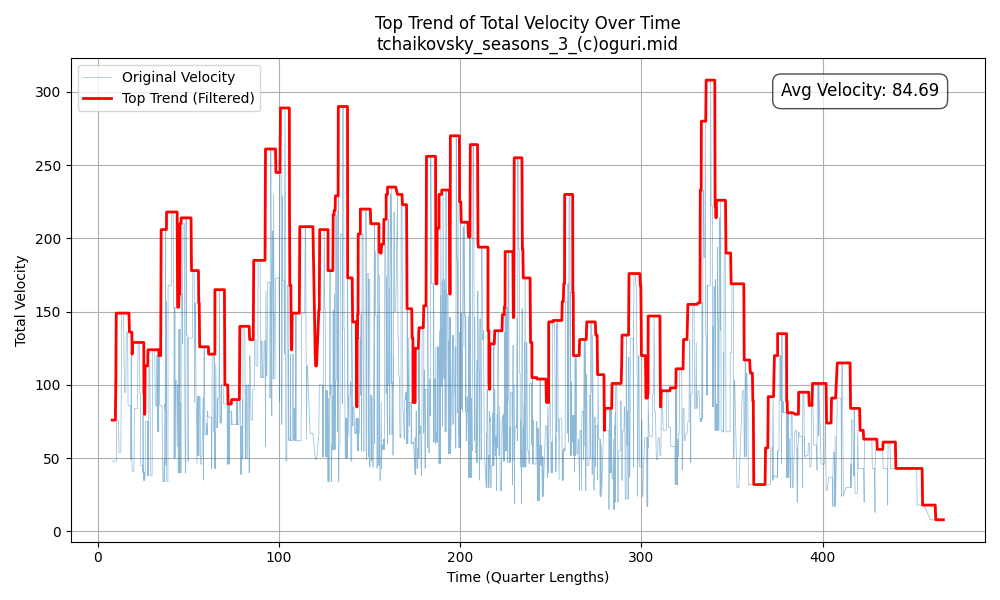 Top Trend of Total Velocity Over Time
tchaikovsky_seasons_3_(c)oguri.mid
Original Velocity
Top Trend (Filtered)
Avg Velocity: 84.69
Total Velocity
300
250
200
150
100
50
0
0 100 200 300 400
Time (Quarter Lengths)